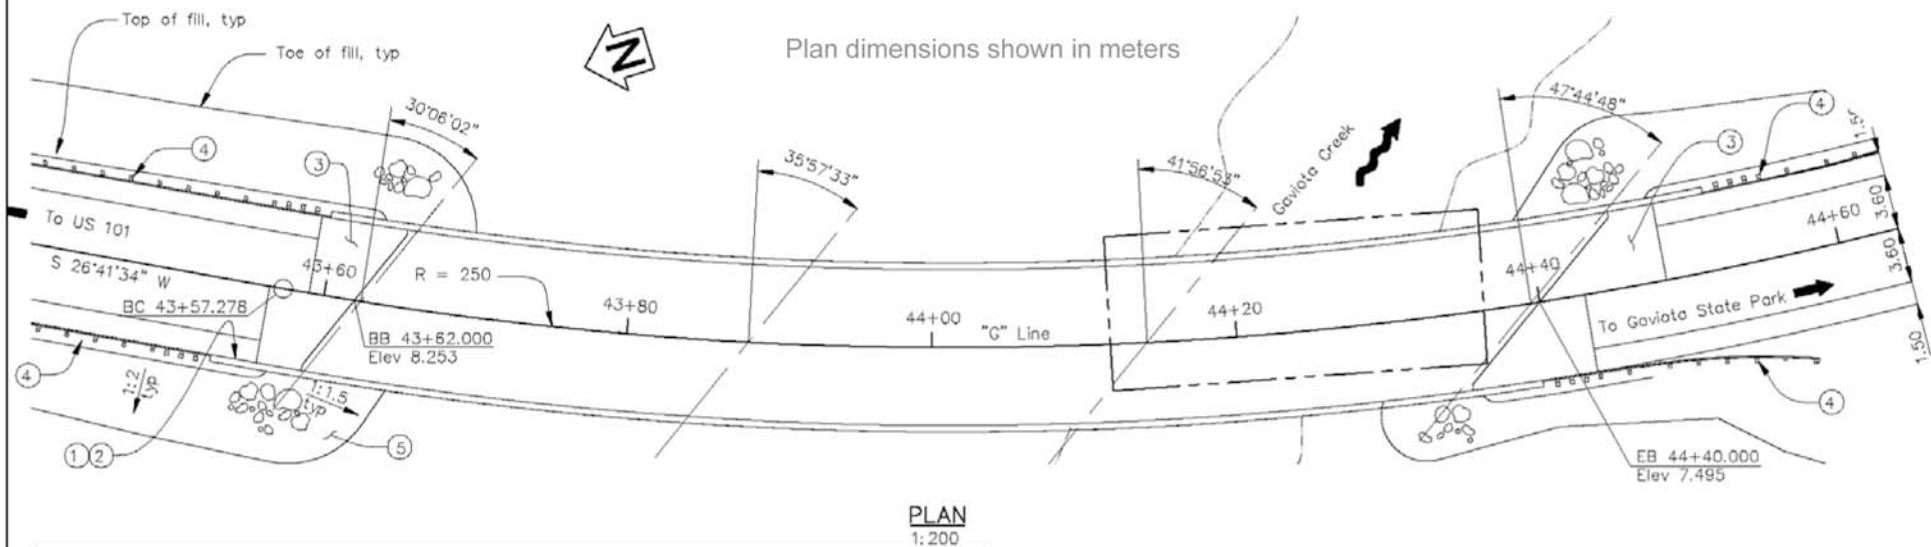 Top of fill, typ
Toe of fill, typ
N
Plan dimensions shown in meters
30°06'02"
35°57'33"
41°56'53"
47°44'48"
Gaviota Creek
4
3
4
3
To US 101
S 26°41'34" W
BC 43+57.278
43+60
R = 250
43+80
44+00
"G" Line
44+20
44+40
44+60
3.60
3.60
1.50
To Gaviota State Park
BB 43+62.000
Elev 8.253
4
1:2
typ
1:1.5
typ
1 2
5
4
EB 44+40.000
Elev 7.495
PLAN
1:200